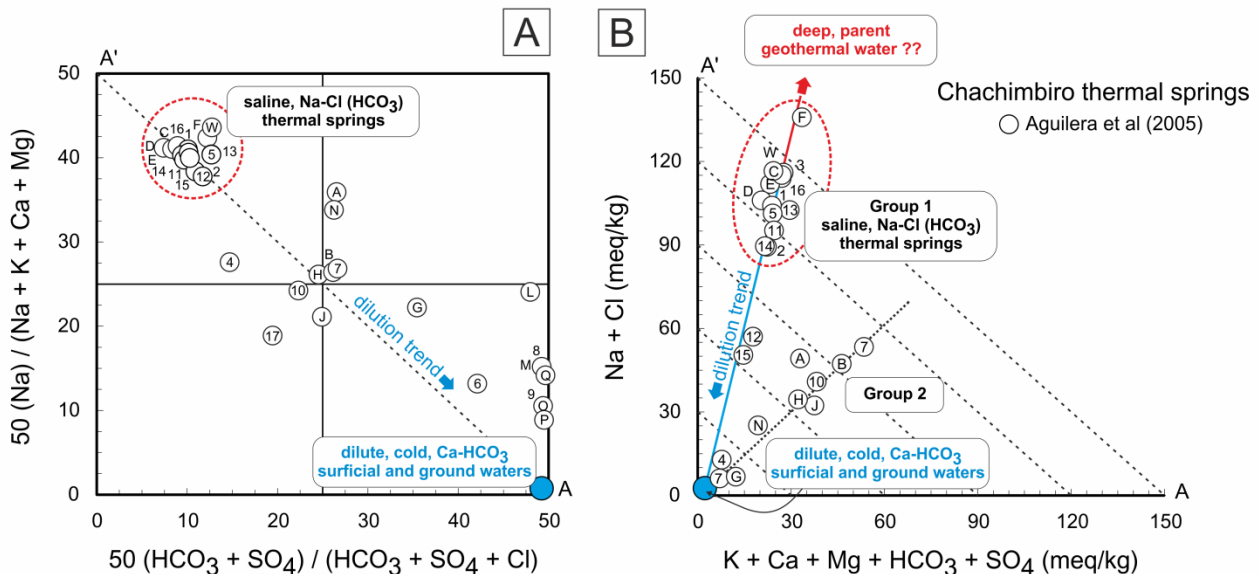 A
50 (Na) / (Na + K + Ca + Mg)
A'
50
40
30
20
10
0
saline, Na-Cl (HCO3)
thermal springs
C
16
1
F
W
D
5
13
E
14
11
2
15
12
A
N
B
4
H
7
10
L
J
G
17
dilution trend
8
M
Q
6
9
O
P
dilute, cold, Ca-HCO3
surficial and ground waters
A
0
10
20
30
40
50
50 (HCO3 + SO4) / (HCO3 + SO4 + Cl)
B
deep, parent
geothermal water ??
Na + Cl (meq/kg)
A'
150
120
90
60
30
0
Chachimbiro thermal springs
Aguilera et al (2005)
F
W
C
3
E
D
1
16
5
13
11
14
2
Group 1
saline, Na-Cl (HCO3)
thermal springs
dilution trend
12
15
A
7
B
10
H
J
Group 2
N
4
7
G
dilute, cold, Ca-HCO3
surficial and ground waters
A
0
30
60
90
120
150
K + Ca + Mg + HCO3 + SO4 (meq/kg)